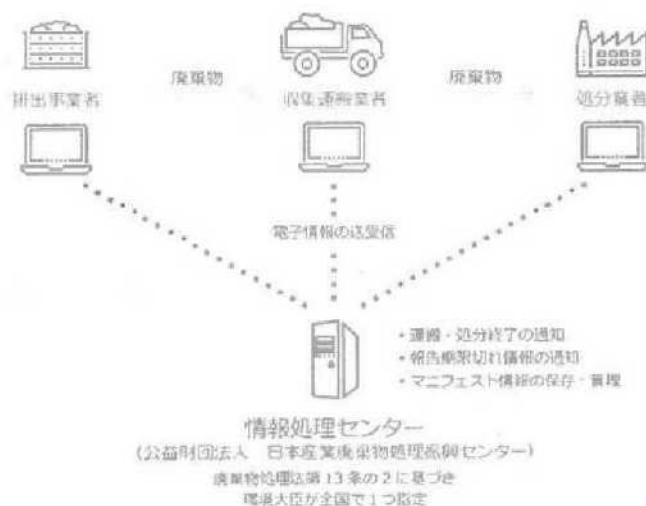 廃棄物
廃棄物
排出事業者
収集運搬業者
処分業者
電子情報の送受信
・運搬・処分終了の通知
・報告期限切れ情報の通知
・マニフェスト情報の保存・管理
情報処理センター
(公益財団法人 日本産業廃棄物処理振興センター)
廃棄物処理法第13条の2に基づき
環境大臣が全国で1つ指定